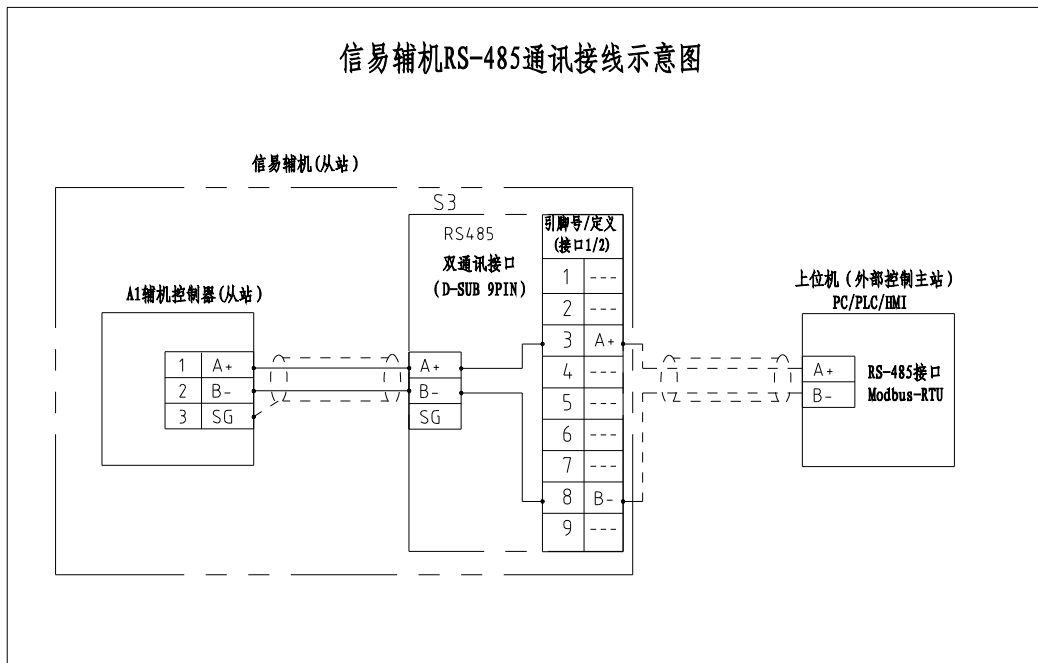 信易辅机RS-485通讯接线示意图
信易辅机(从站)
S3
RS485
双通讯接口
(D-SUB 9PIN)
引脚号/定义
(接口1/2)
1 ---
2 ---
3 A+
4 ---
5 ---
6 ---
7 ---
8 B-
9 ---
A1辅机控制器(从站)
1 A+
2 B-
3 SG
A+
B-
SG
上位机(外部控制主站)
PC/PLC/HMI
A+
B-
RS-485接口
Modbus-RTU